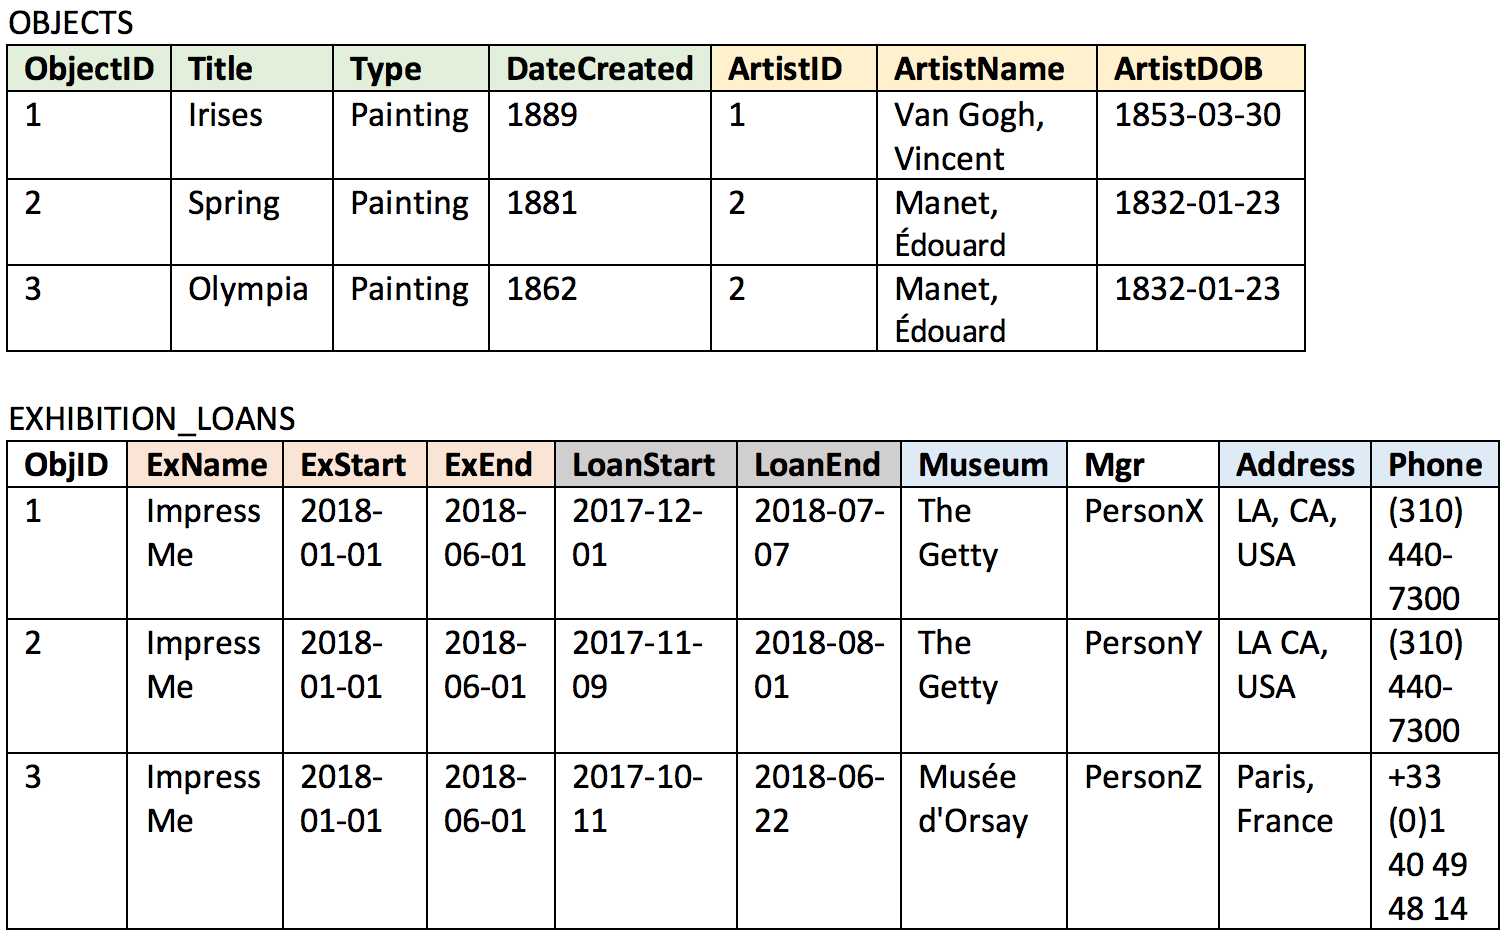 OBJECTS
ObjectID Title Type DateCreated ArtistID ArtistName ArtistDOB
1 Irises Painting 1889 1 Van Gogh, 1853-03-30
Vincent
2 Spring Painting 1881 2 Manet, 1832-01-23
Édouard
3 Olympia Painting 1862 2 Manet, 1832-01-23
Édouard
EXHIBITION_LOANS
ObjID ExName ExStart ExEnd LoanStart LoanEnd Museum Mgr Address Phone
1 Impress 2018- 2018- 2017-12- 2018-07- The PersonX LA, CA, (310)
Me 01-01 06-01 01 07 Getty USA 440-
7300
2 Impress 2018- 2018- 2017-11- 2018-08- The PersonY LA CA, (310)
Me 01-01 06-01 09 01 Getty USA 440-
7300
3 Impress 2018- 2018- 2017-10- 2018-06- Musée PersonZ Paris, +33
Me 01-01 06-01 11 22 d'Orsay France (0)1
40 49
48 14